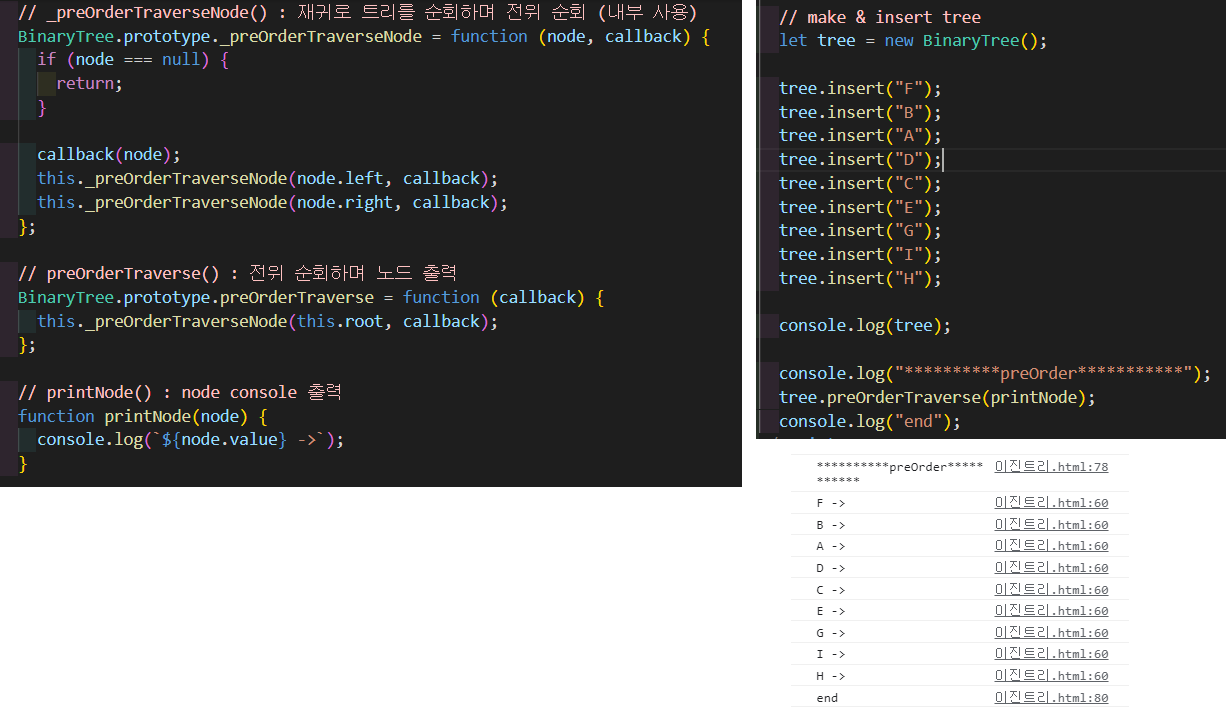 // _preOrderTraverseNode() : 재귀로 트리를 순회하며 전위 순회 (내부 사용)
BinaryTree.prototype._preOrderTraverseNode = function (node, callback) {
  if (node === null) {
    return;
  }

  callback(node);
  this._preOrderTraverseNode(node.left, callback);
  this._preOrderTraverseNode(node.right, callback);
};

// preOrderTraverse() : 전위 순회하며 노드 출력
BinaryTree.prototype.preOrderTraverse = function (callback) {
  this._preOrderTraverseNode(this.root, callback);
};

// printNode() : node console 출력
function printNode(node) {
  console.log(`${node.value} ->`);
}

// make & insert tree
let tree = new BinaryTree();

tree.insert("F");
tree.insert("B");
tree.insert("A");
tree.insert("D");
tree.insert("C");
tree.insert("E");
tree.insert("G");
tree.insert("I");
tree.insert("H");

console.log(tree);

console.log("**********preOrder***********");
tree.preOrderTraverse(printNode);
console.log("end");

**********preOrder***** 이진트리.html:78
******
F -> 이진트리.html:60
B -> 이진트리.html:60
A -> 이진트리.html:60
D -> 이진트리.html:60
C -> 이진트리.html:60
E -> 이진트리.html:60
G -> 이진트리.html:60
I -> 이진트리.html:60
H -> 이진트리.html:60
end 이진트리.html:80